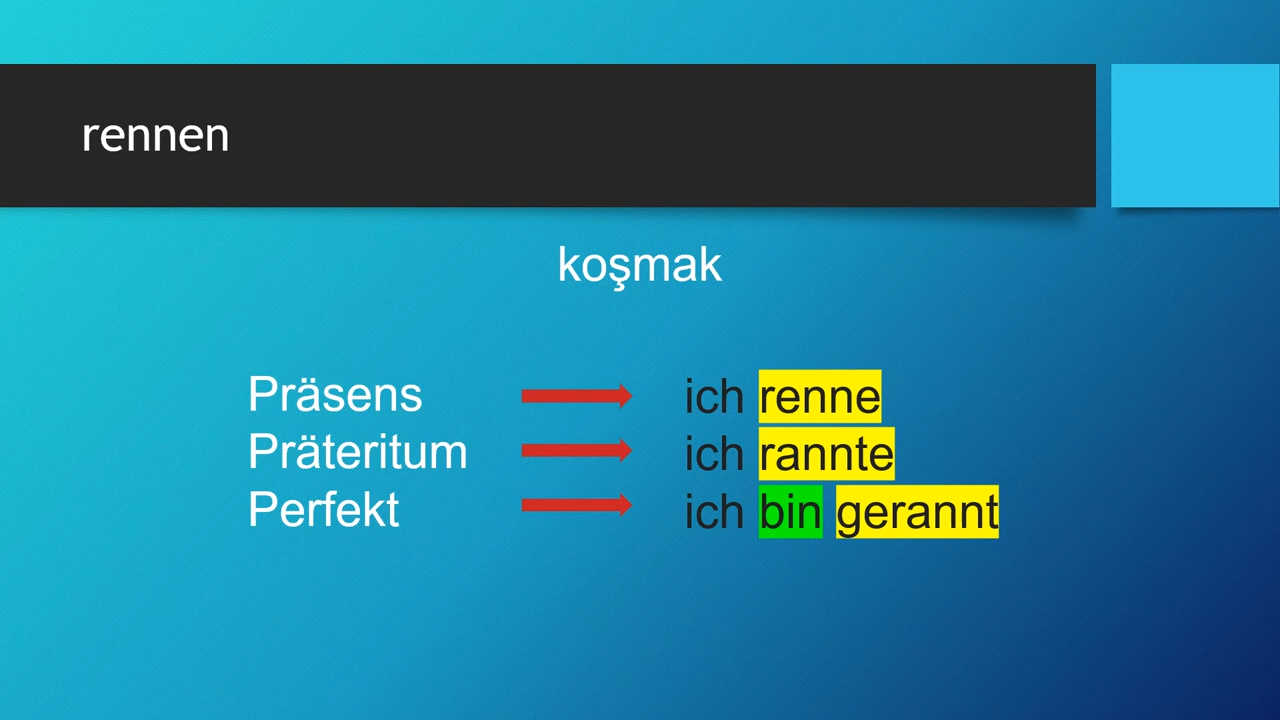 rennen
koşmak
Präsens ich renne
Präteritum ich rannte
Perfekt ich bin gerannt